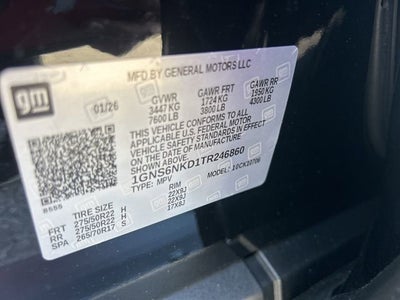 gm
MFD BY GENERAL MOTORS LLC
01/26
GVWR GAWR FRT GAWR RR
3447 KG 1724 KG 1950 KG
7600 LB 3800 LB 4300 LB
THIS VEHICLE CONFORMS TO ALL
APPLICABLE U.S. FEDERAL MOTOR
VEHICLE SAFETY STANDARDS IN
EFFECT ON THE DATE OF
MANUFACTURE SHOWN ABOVE.
1GNS6NKD1TR246860
TYPE: MPV MODEL: 1GCK10706
RIM
FRT 275/50R22 H 22X9J
RR 275/50R22 H 22X9J
SPA 265/70R17 S 17X8J